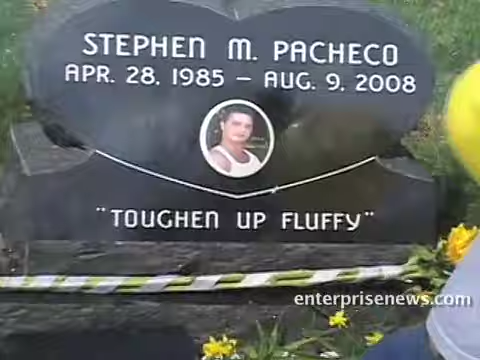 STEPHEN M. PACHECO
APR. 28. 1985 – AUG. 9. 2008
"TOUGHEN UP FLUFFY"
enterprisenews.com